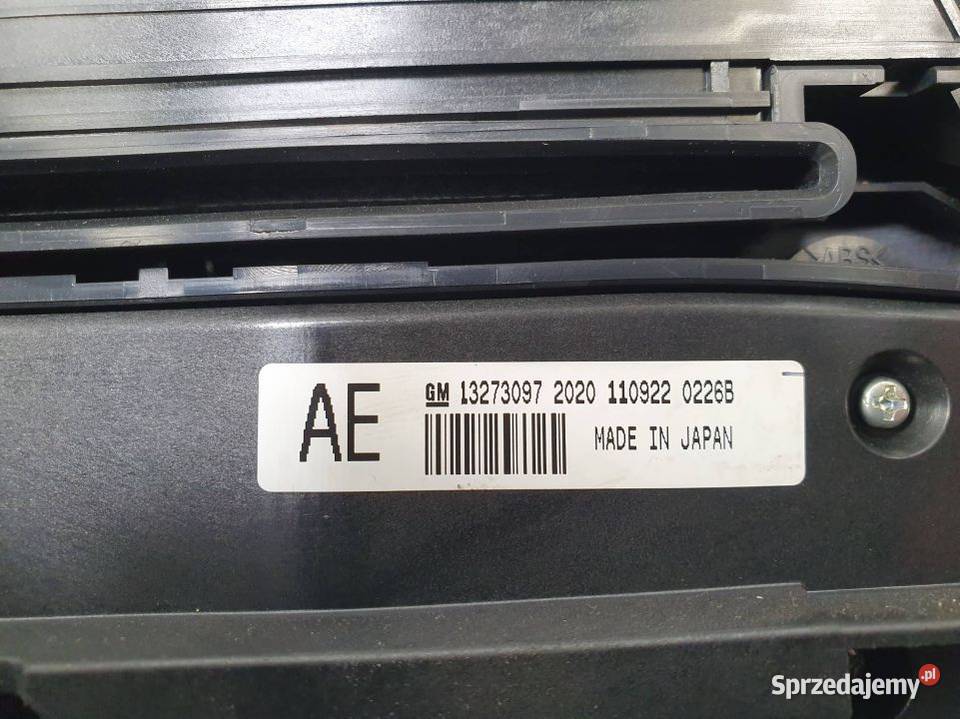 >ABS<
AE
GM 13273097 2020 110922 0226B
MADE IN JAPAN
Sprzedajemy.pl